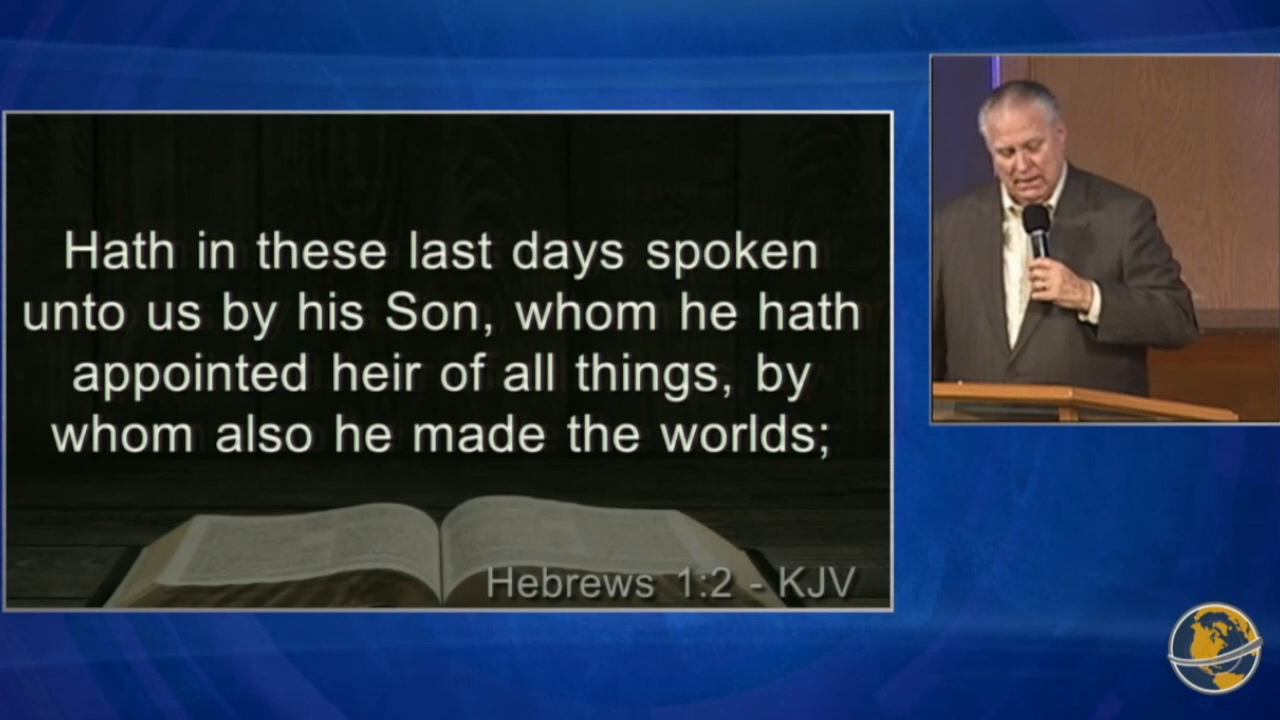 Hath in these last days spoken
unto us by his Son, whom he hath
appointed heir of all things, by
whom also he made the worlds;
Hebrews 1:2 - KJV